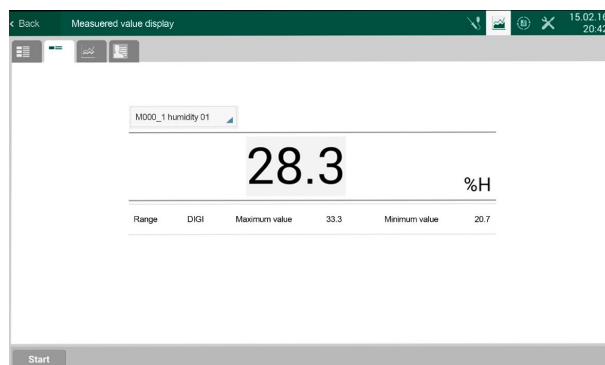 Back Measuered value display 15.02.16
20:42
M000_1 humidity 01
28.3
%H
Range DIGI Maximum value 33.3 Minimum value 20.7
Start